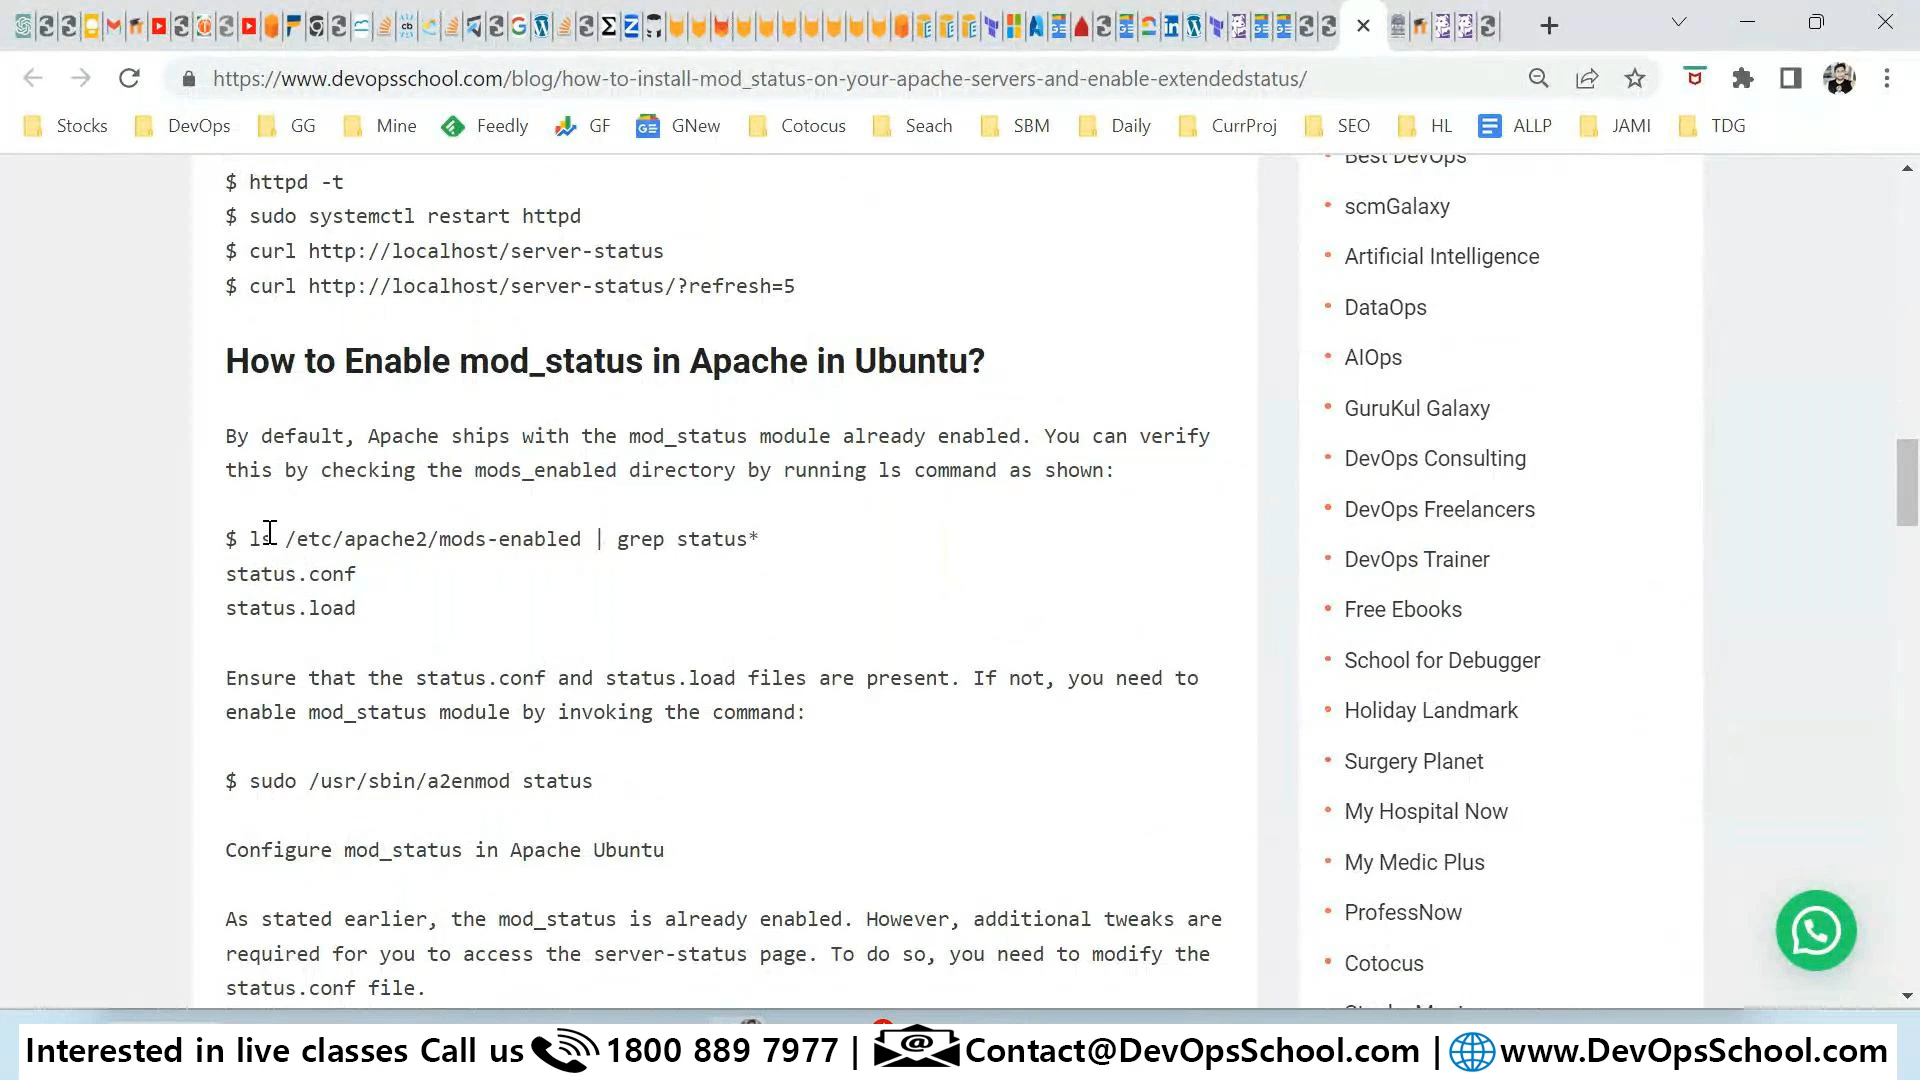 https://www.devopsschool.com/blog/how-to-install-mod_status-on-your-apache-servers-and-enable-extendedstatus/
Stocks DevOps GG Mine Feedly GF GNew Cotocus Seach SBM Daily CurrProj SEO HL ALLP JAMI TDG
$ httpd -t
$ sudo systemctl restart httpd
$ curl http://localhost/server-status
$ curl http://localhost/server-status/?refresh=5
How to Enable mod_status in Apache in Ubuntu?
By default, Apache ships with the mod_status module already enabled. You can verify
this by checking the mods_enabled directory by running ls command as shown:
$ ls /etc/apache2/mods-enabled | grep status*
status.conf
status.load
Ensure that the status.conf and status.load files are present. If not, you need to
enable mod_status module by invoking the command:
$ sudo /usr/sbin/a2enmod status
Configure mod_status in Apache Ubuntu
As stated earlier, the mod_status is already enabled. However, additional tweaks are
required for you to access the server-status page. To do so, you need to modify the
status.conf file.
Best DevOps
scmGalaxy
Artificial Intelligence
DataOps
AIOps
GuruKul Galaxy
DevOps Consulting
DevOps Freelancers
DevOps Trainer
Free Ebooks
School for Debugger
Holiday Landmark
Surgery Planet
My Hospital Now
My Medic Plus
ProfessNow
Cotocus
Interested in live classes Call us 1800 889 7977 | Contact@DevOpsSchool.com | www.DevOpsSchool.com